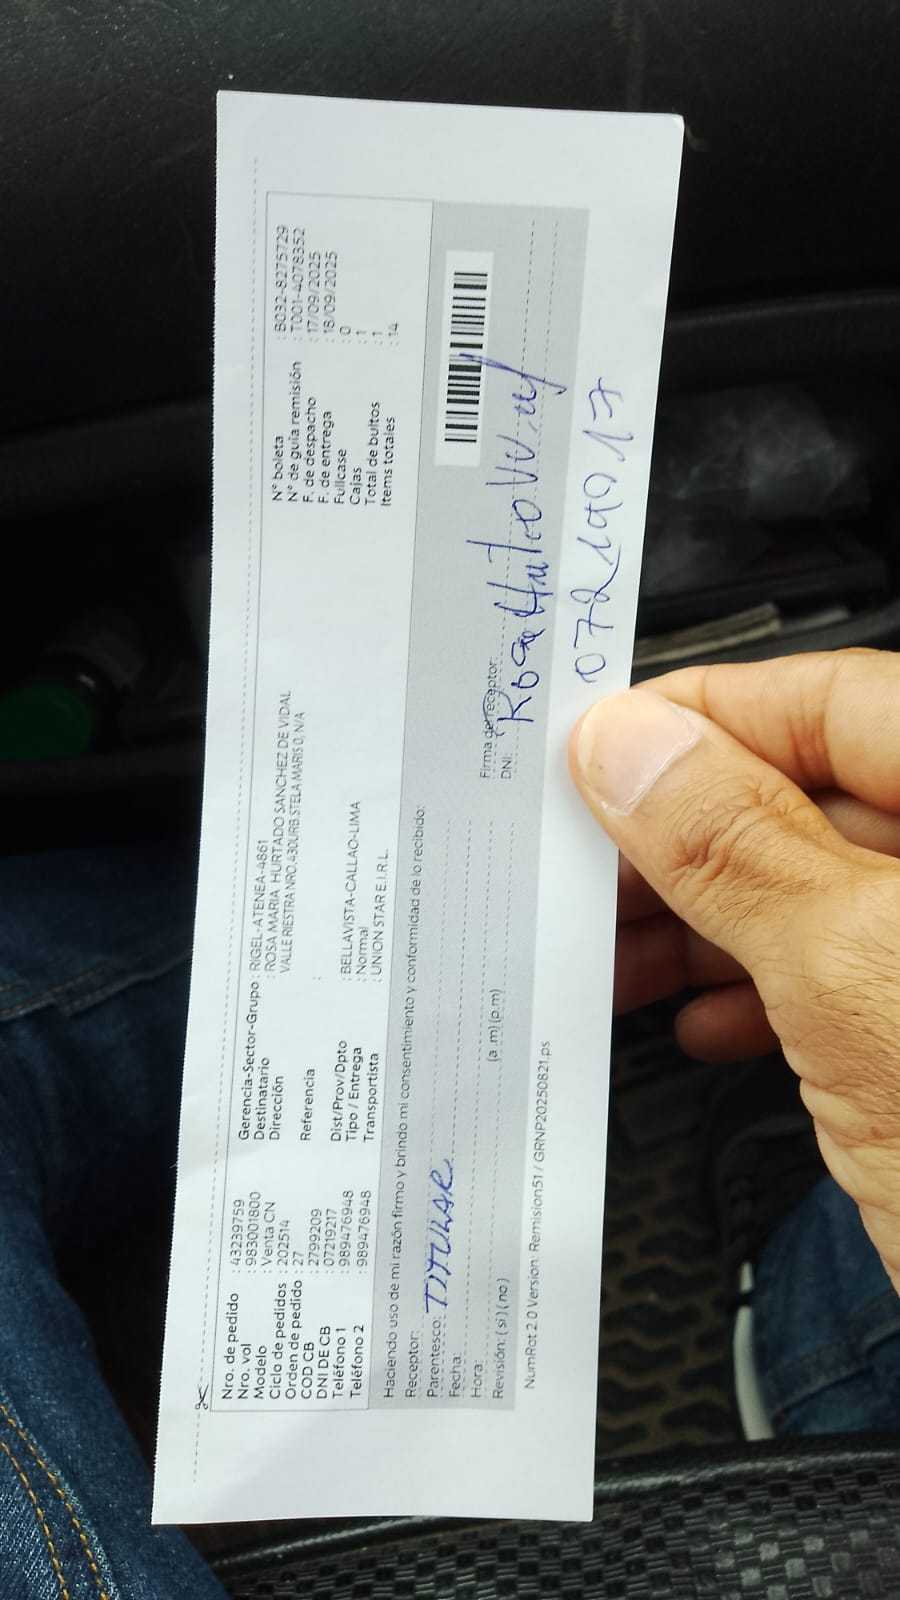 Nro. de pedido : 43239759
Nro. vol : 983001800
Modelo : Venta CN
Ciclo de pedidos : 202514
Orden de pedido : 27
COD CB : 2799209
DNI DE CB : 07219217
Teléfono 1 : 989476948
Teléfono 2 : 989476948
Gerencia-Sector-Grupo : RIGEL-ATENEA-4861
Destinatario : ROSA MARIA HURTADO SANCHEZ DE VIDAL
Dirección VALLE RIESTRA NRO.430URB.STELA MARIS 0, N/A
Referencia :
Dist/Prov/Dpto : BELLAVISTA-CALLAO-LIMA
Tipo / Entrega : Normal
Transportista : UNION STAR E.I.R.L.
N° boleta : B032-8275729
N° de guía remisión : T001-4078352
F. de despacho : 17/09/2025
F. de entrega : 18/09/2025
Fullcase : 0
Cajas : 1
Total de bultos : 1
Items totales : 14
Haciendo uso de mi razón firmo y brindo mi consentimiento y conformidad de lo recibido:
Receptor:
Parentesco: TITULAR
Fecha:
Hora: (a .m) (p.m)
Revisión: (si) (no)
Firma del receptor:
DNI:
NumRot 2.0 Version: Remision51 / GRNP20250821.ps